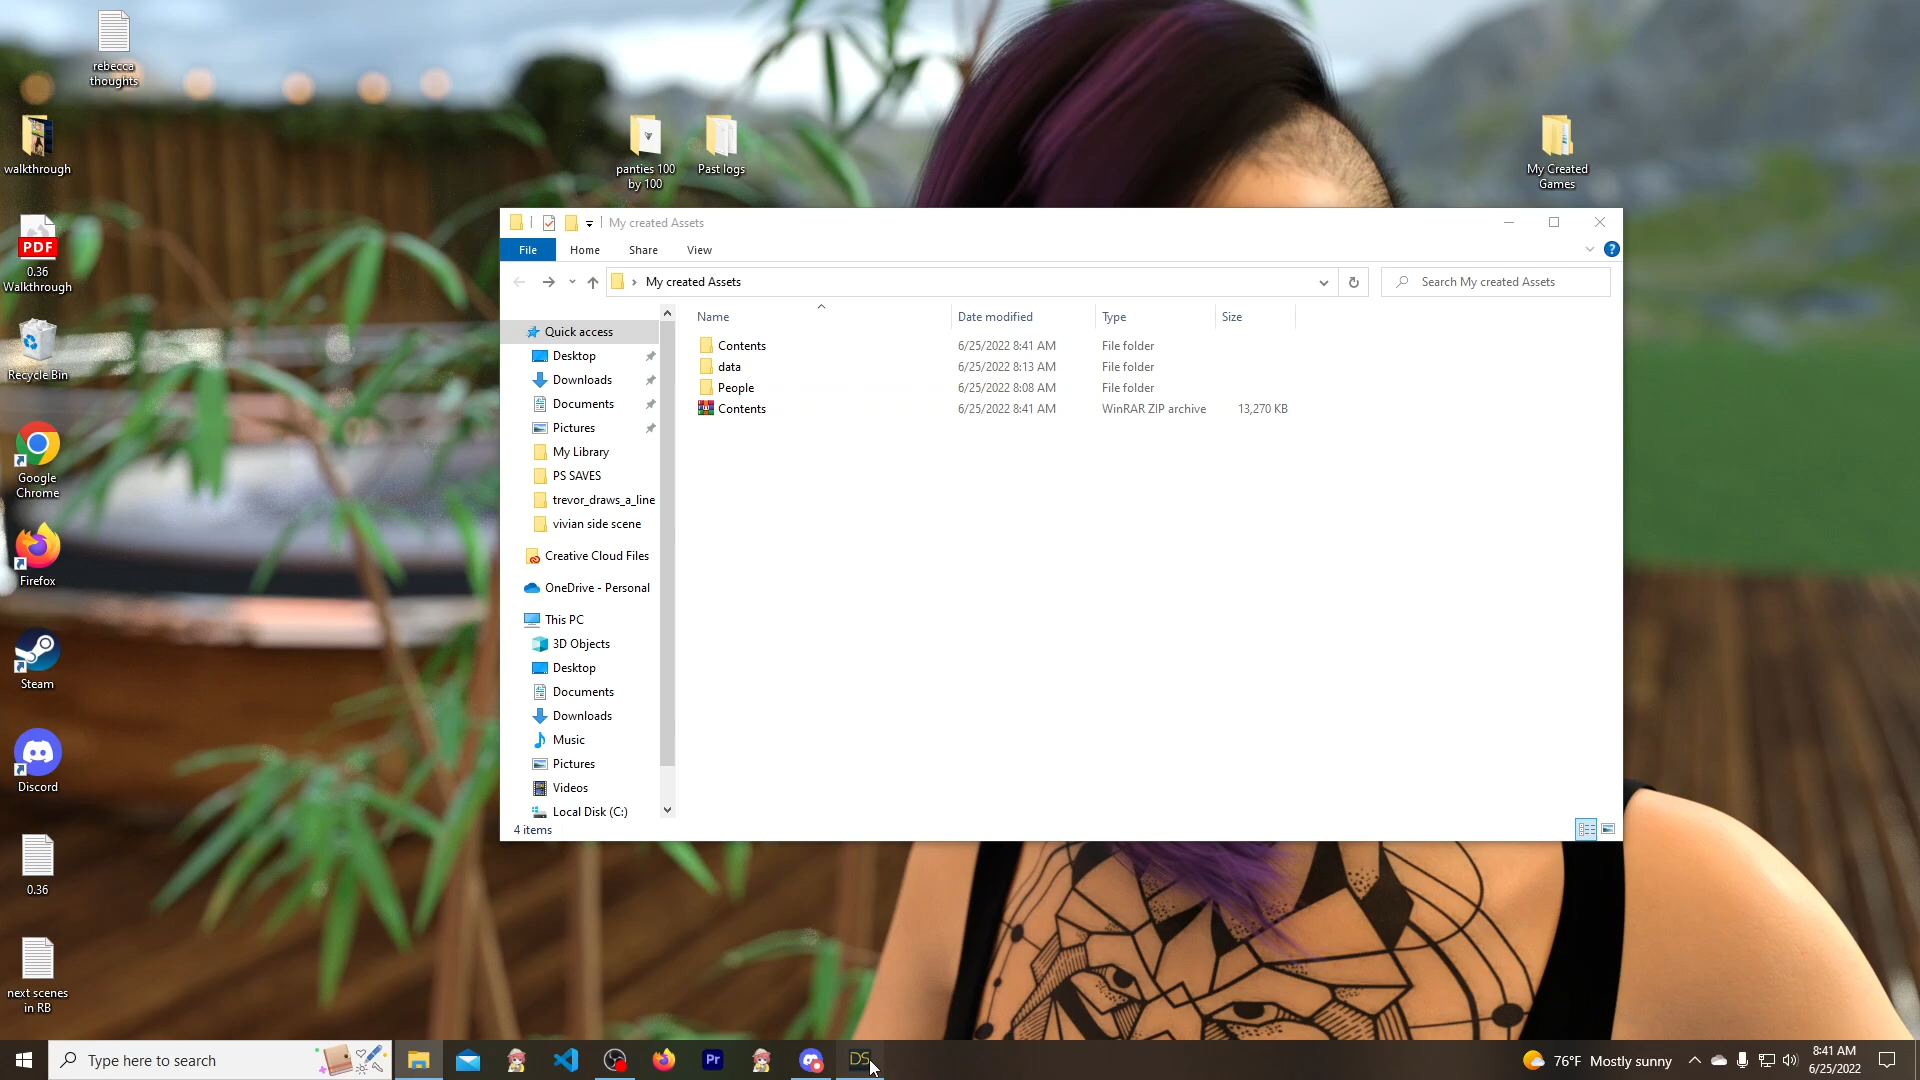 rebecca
thoughts
walkthrough
panties 100
by 100
Past logs
My Created
Games
PDF
0.36
Walkthrough
Recycle Bin
Google
Chrome
Firefox
Steam
Discord
0.36
next scenes
in RB
My created Assets
File
Home
Share
View
?
My created Assets
Search My created Assets
Name
Date modified
Type
Size
Contents
6/25/2022 8:41 AM
File folder
data
6/25/2022 8:13 AM
File folder
People
6/25/2022 8:08 AM
File folder
Contents
6/25/2022 8:41 AM
WinRAR ZIP archive
13,270 KB
Quick access
Desktop
Downloads
Documents
Pictures
My Library
PS SAVES
trevor_draws_a_line
vivian side scene
Creative Cloud Files
OneDrive - Personal
This PC
3D Objects
Desktop
Documents
Downloads
Music
Pictures
Videos
Local Disk (C:)
4 items
Type here to search
Pr
DS
76°F Mostly sunny
8:41 AM
6/25/2022